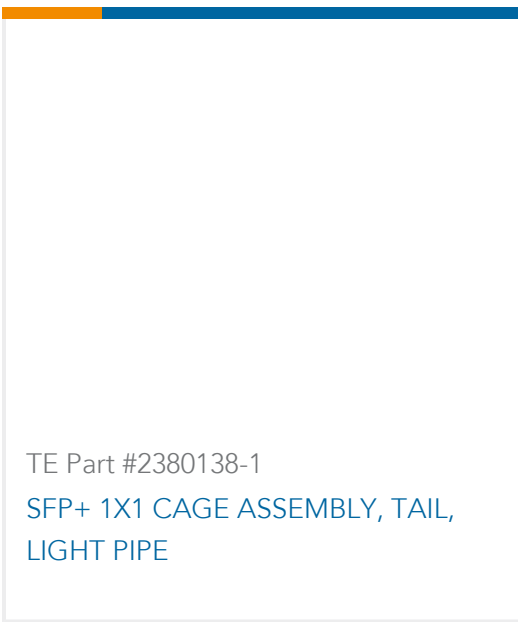 TE Part #2380138-1
SFP+ 1X1 CAGE ASSEMBLY, TAIL,
LIGHT PIPE